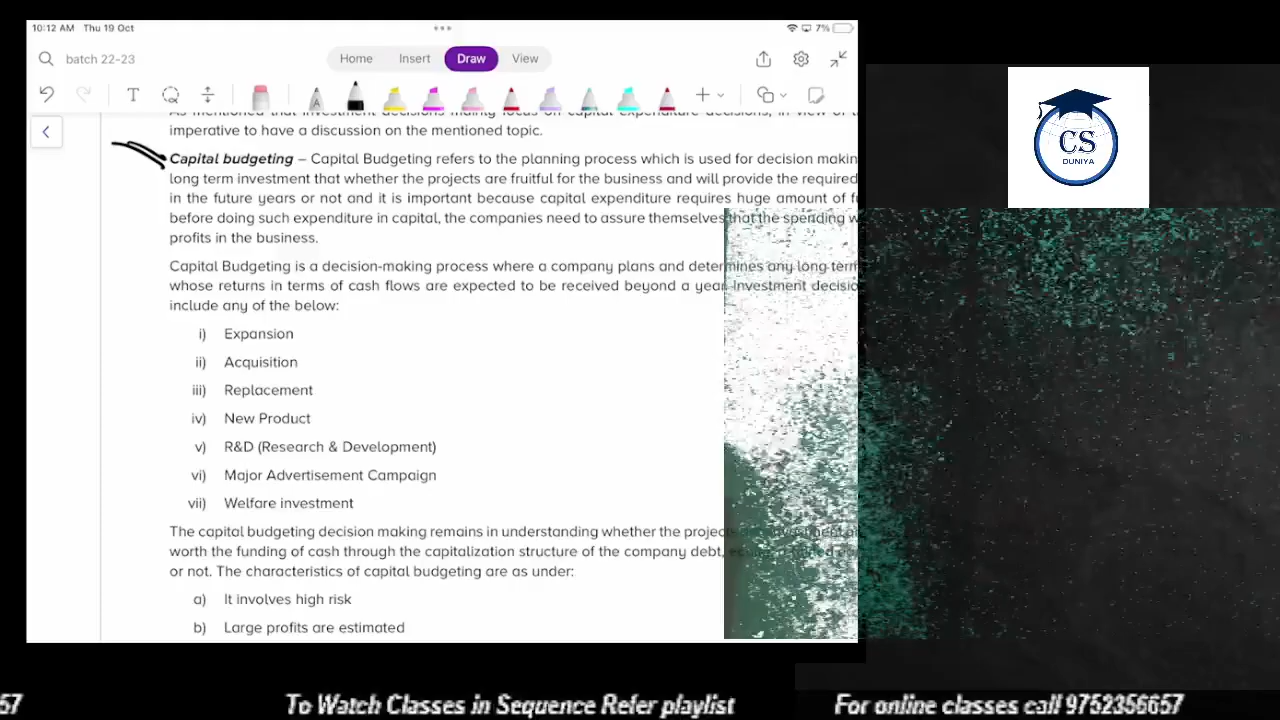 10:12 AM Thu 19 Oct
7%
batch 22-23
Home Insert Draw View
imperative to have a discussion on the mentioned topic.
Capital budgeting – Capital Budgeting refers to the planning process which is used for decision makin
long term investment that whether the projects are fruitful for the business and will provide the required
in the future years or not and it is important because capital expenditure requires huge amount of f
before doing such expenditure in capital, the companies need to assure themselves that the spending w
profits in the business.
Capital Budgeting is a decision-making process where a company plans and determines any long term
whose returns in terms of cash flows are expected to be received beyond a year. Investment decisio
include any of the below:
i) Expansion
ii) Acquisition
iii) Replacement
iv) New Product
v) R&D (Research & Development)
vi) Major Advertisement Campaign
vii) Welfare investment
The capital budgeting decision making remains in understanding whether the projects
worth the funding of cash through the capitalization structure of the company debt,
or not. The characteristics of capital budgeting are as under:
a) It involves high risk
b) Large profits are estimated
CS
DUNIYA
57 To Watch Classes in Sequence Refer playlist For online classes call 9752356657